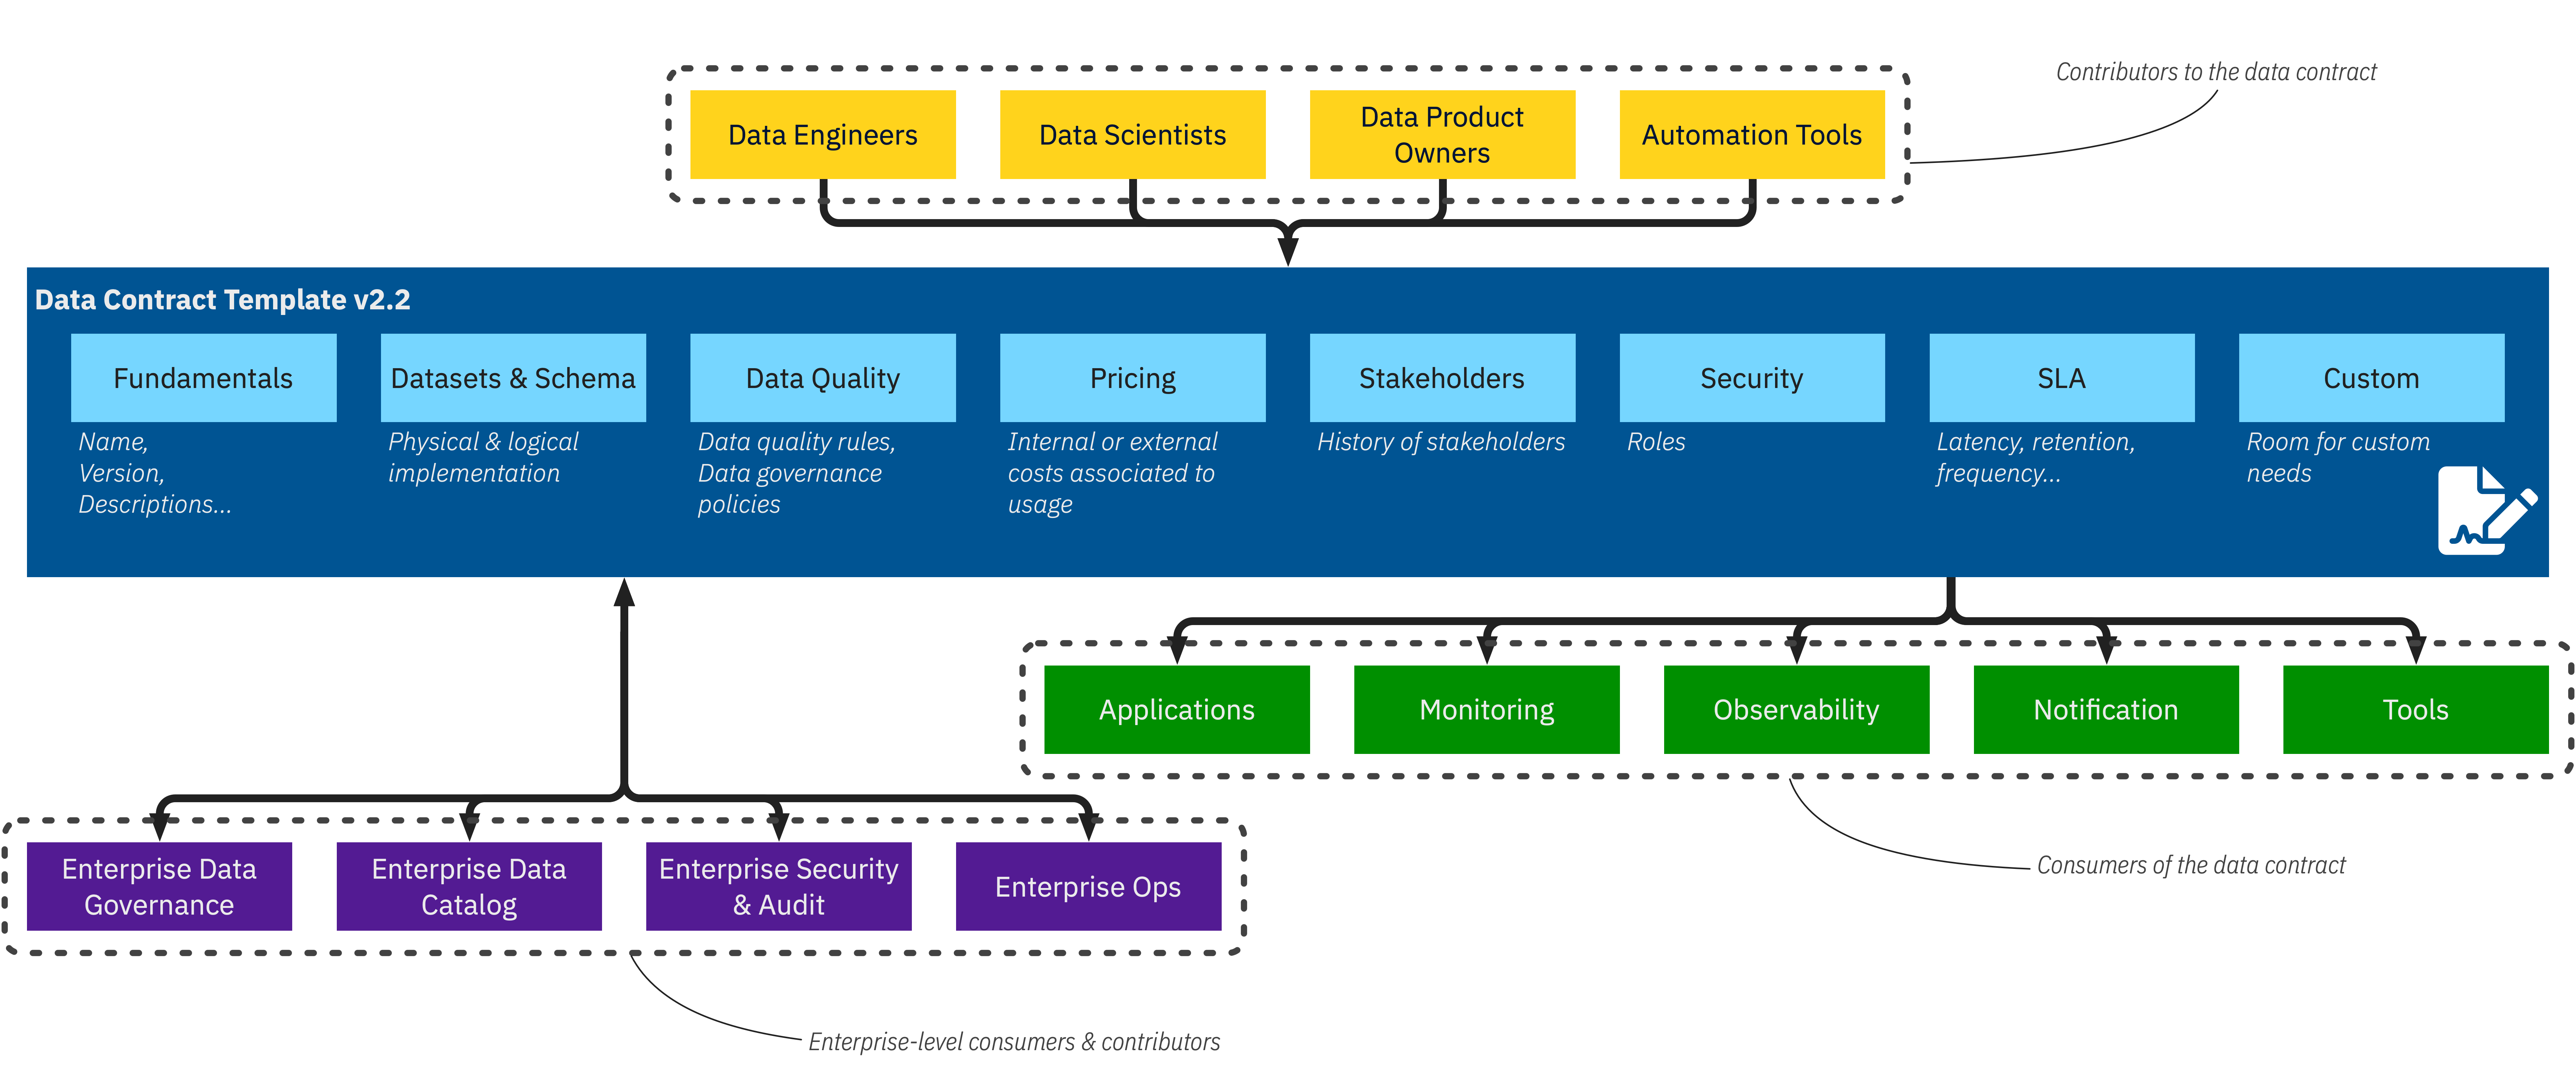 Contributors to the data contract
Data Engineers
Data Scientists
Data Product
Owners
Automation Tools
Data Contract Template v2.2
Fundamentals
Name,
Version,
Descriptions...
Datasets & Schema
Physical & logical
implementation
Data Quality
Data quality rules,
Data governance
policies
Pricing
Internal or external
costs associated to
usage
Stakeholders
History of stakeholders
Security
Roles
SLA
Latency, retention,
frequency...
Custom
Room for custom
needs
Applications
Monitoring
Observability
Notification
Tools
Consumers of the data contract
Enterprise Data
Governance
Enterprise Data
Catalog
Enterprise Security
& Audit
Enterprise Ops
Enterprise-level consumers & contributors